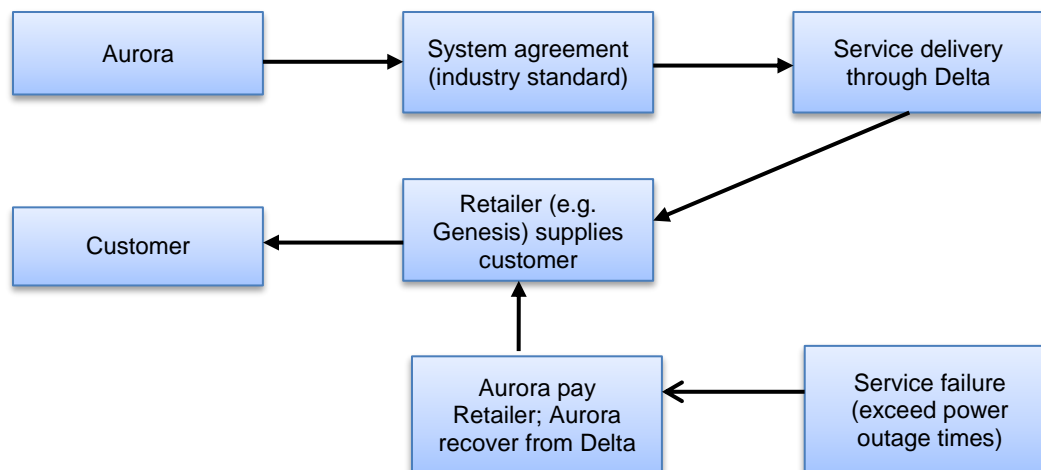 Aurora
System agreement
(industry standard)
Service delivery
through Delta
Retailer (e.g.
Genesis) supplies
customer
Customer
Aurora pay
Retailer; Aurora
recover from Delta
Service failure
(exceed power
outage times)